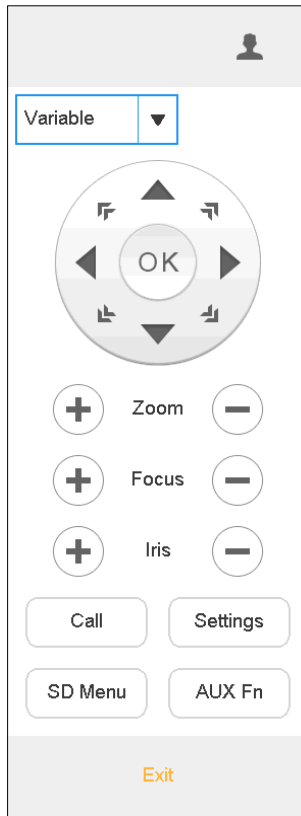 Variable
OK
Zoom
Focus
Iris
Call Settings
SD Menu AUX Fn
Exit